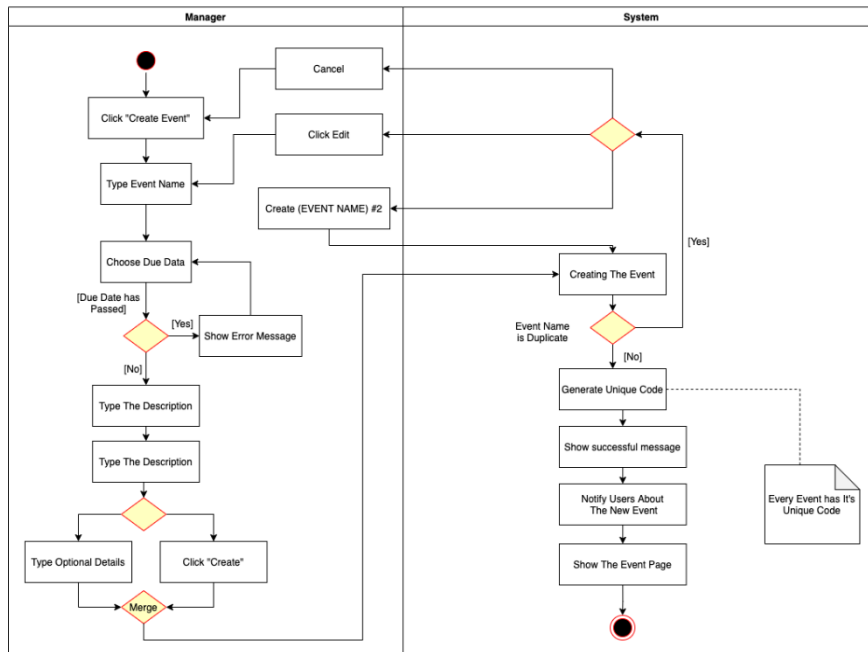 Manager
System
Cancel
Click "Create Event"
Click Edit
Type Event Name
Create (EVENT NAME) #2
[Yes]
Choose Due Data
Creating The Event
[Due Date has
Passed]
[Yes]
Show Error Message
Event Name
is Duplicate
[No]
[No]
Type The Description
Generate Unique Code
Type The Description
Show successful message
Notify Users About
The New Event
Every Event has It's
Unique Code
Type Optional Details
Click "Create"
Show The Event Page
Merge